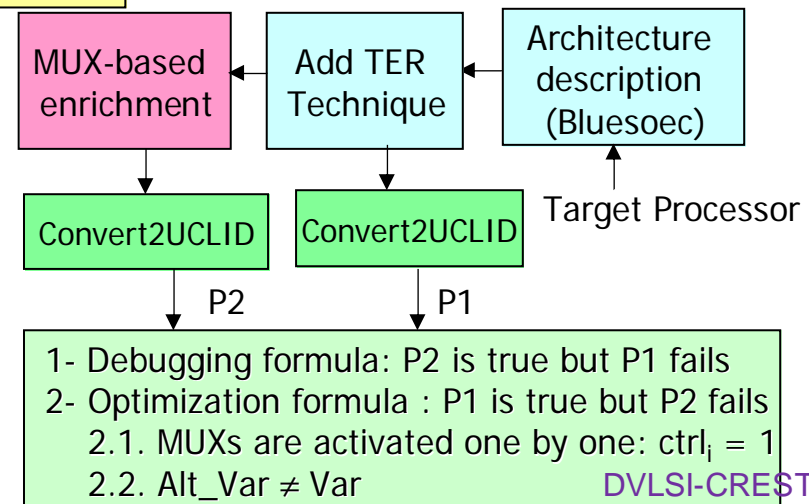 MUX-based
enrichment
Add TER
Technique
Architecture
description
(Bluesoec)
Target Processor
Convert2UCLID
Convert2UCLID
P2
P1
1- Debugging formula: P2 is true but P1 fails
2- Optimization formula : P1 is true but P2 fails
2.1. MUXs are activated one by one: ctrlᵢ = 1
2.2. Alt_Var ≠ Var
DVLSI-CREST